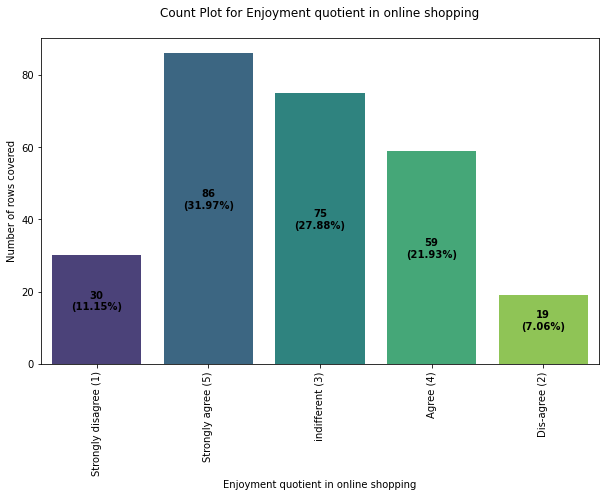 Count Plot for Enjoyment quotient in online shopping
Number of rows covered
80
60
40
20
0
30
(11.15%)
86
(31.97%)
75
(27.88%)
59
(21.93%)
19
(7.06%)
Strongly disagree (1)
Strongly agree (5)
indifferent (3)
Agree (4)
Dis-agree (2)
Enjoyment quotient in online shopping